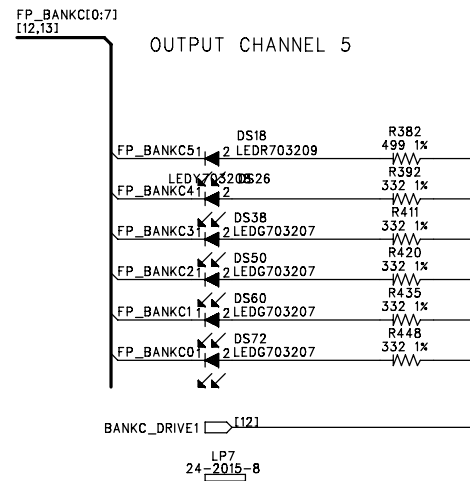 FP_BANKC[0:7]
[12,13]
OUTPUT CHANNEL 5
DS18 R382
FP_BANKC5 1 2 LEDR703209 499 1%
LEDY703208 DS26 R392
FP_BANKC4 1 2 332 1%
DS38 R411
FP_BANKC3 1 2 LEDG703207 332 1%
DS50 R420
FP_BANKC2 1 2 LEDG703207 332 1%
DS60 R435
FP_BANKC1 1 2 LEDG703207 332 1%
DS72 R448
FP_BANKC0 1 2 LEDG703207 332 1%
BANKC_DRIVE1 [12]
LP7
24-2015-8